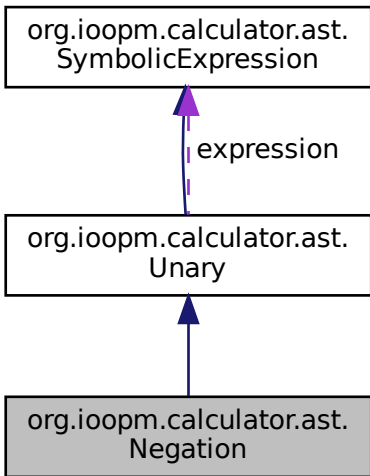 org.ioopm.calculator.ast.
SymbolicExpression
expression
org.ioopm.calculator.ast.
Unary
org.ioopm.calculator.ast.
Negation